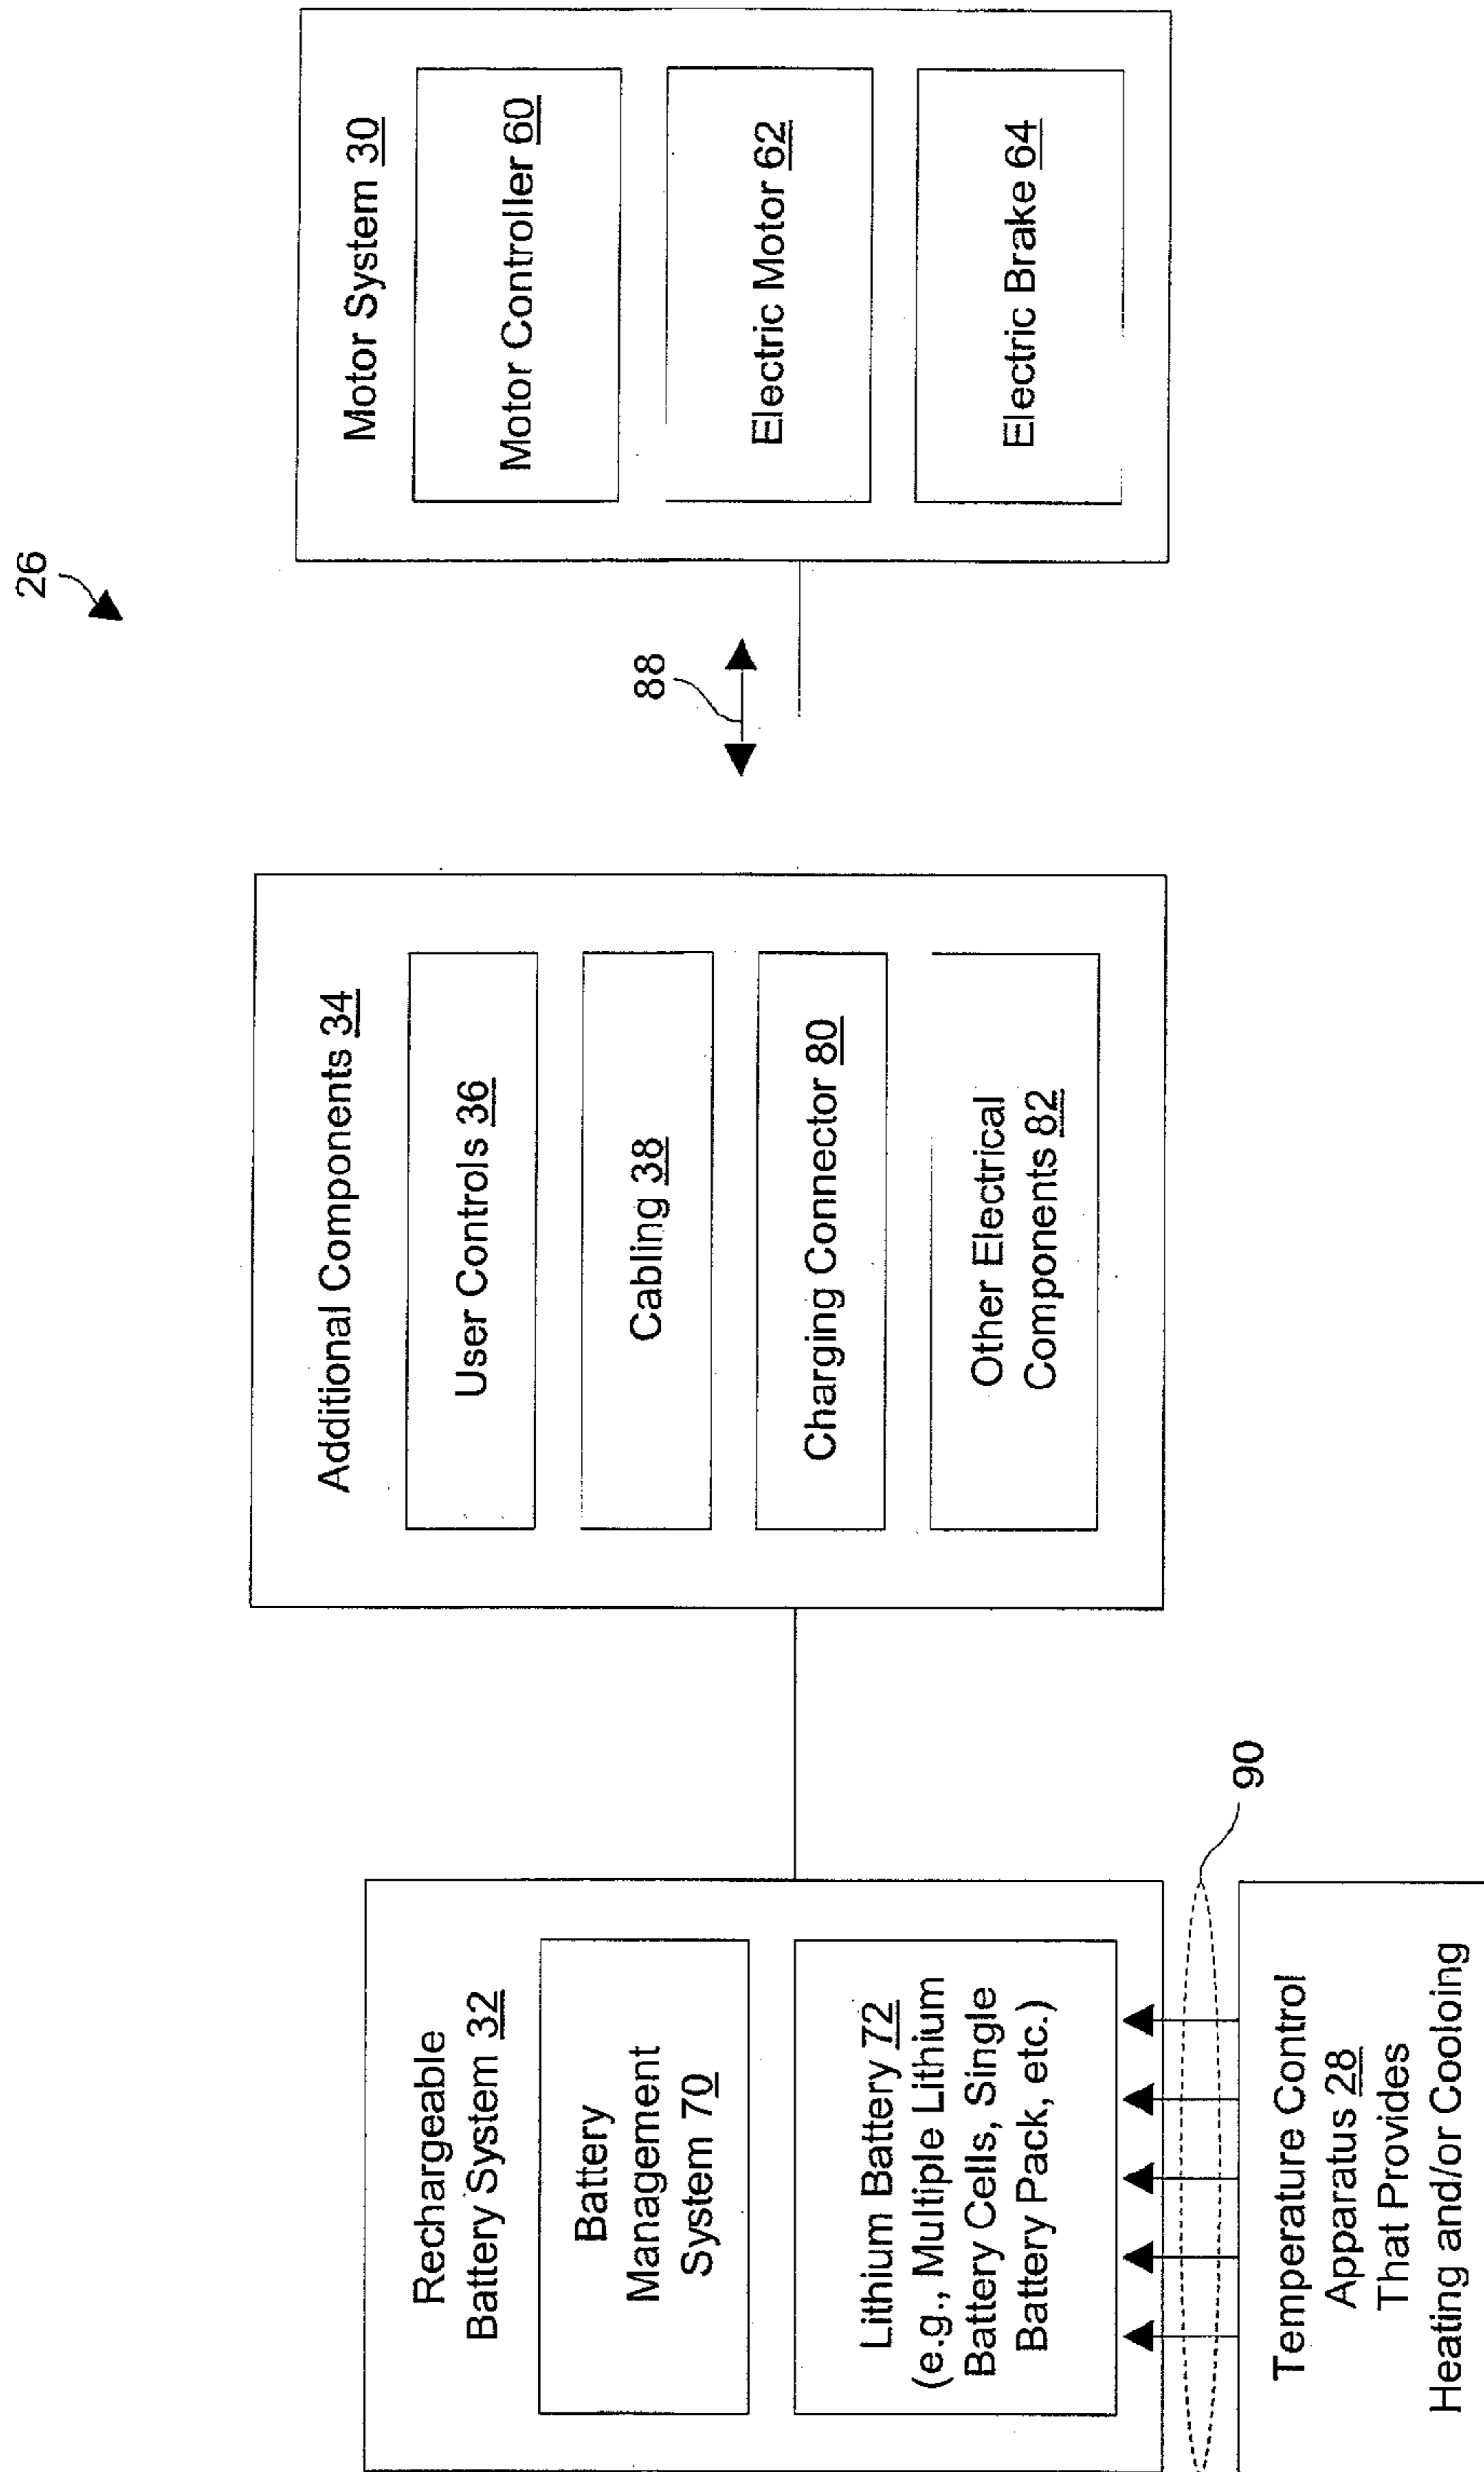 26
Rechargeable
Battery System 32
Battery
Management
System 70
Lithium Battery 72
(e.g., Multiple Lithium
Battery Cells, Single
Battery Pack, etc.)
90
Temperature Control
Apparatus 28
That Provides
Heating and/or Cooloing
Additional Components 34
User Controls 36
Cabling 38
Charging Connector 80
Other Electrical
Components 82
88
Motor System 30
Motor Controller 60
Electric Motor 62
Electric Brake 64